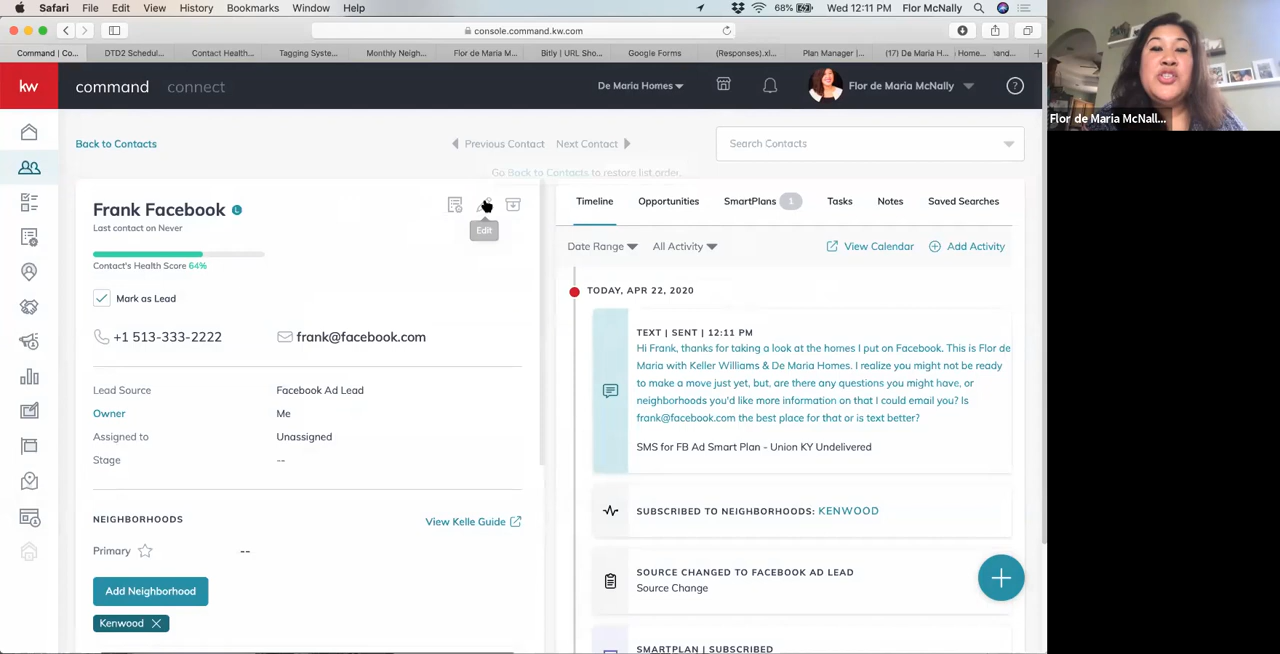 Safari File Edit View History Bookmarks Window Help 68% Wed 12:11 PM Flor McNally
console.command.kw.com
Command | Co... DTD2 Schedul... Contact Health... Tagging Syste... Monthly Neigh... Flor de Maria M... Bitly | URL Sho... Google Forms (Responses).xl... Plan Manager |... (17) De Maria H... Home...
kw command connect De Maria Homes Flor de Maria McNally ?
Flor de Maria McNall...
Back to Contacts Previous Contact Next Contact Search Contacts
Go Back to Contacts to restore list order.
Frank Facebook L
Last contact on Never
Edit
Contact's Health Score 64%
Mark as Lead
+1 513-333-2222 frank@facebook.com
Lead Source Facebook Ad Lead
Owner Me
Assigned to Unassigned
Stage --
NEIGHBORHOODS View Kelle Guide
Primary --
Add Neighborhood
Kenwood
Timeline Opportunities SmartPlans 1 Tasks Notes Saved Searches
Date Range All Activity View Calendar Add Activity
TODAY, APR 22, 2020
TEXT | SENT | 12:11 PM
Hi Frank, thanks for taking a look at the homes I put on Facebook. This is Flor de
Maria with Keller Williams & De Maria Homes. I realize you might not be ready
to make a move just yet, but, are there any questions you might have, or
neighborhoods you'd like more information on that I could email you? Is
frank@facebook.com the best place for that or is text better?
SMS for FB Ad Smart Plan - Union KY Undelivered
SUBSCRIBED TO NEIGHBORHOODS: KENWOOD
SOURCE CHANGED TO FACEBOOK AD LEAD
Source Change
SMARTPLAN | SUBSCRIBED